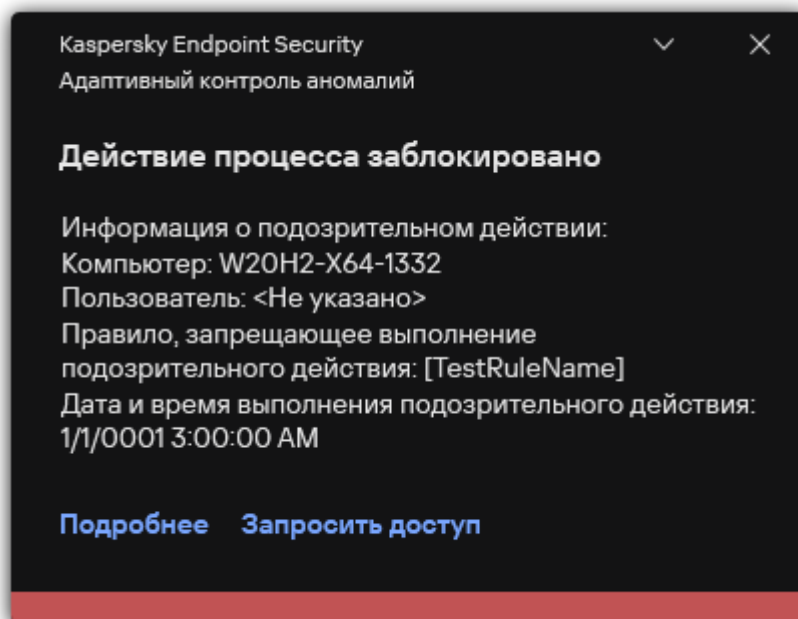 Kaspersky Endpoint Security
Адаптивный контроль аномалий
Действие процесса заблокировано
Информация о подозрительном действии:
Компьютер: W20H2-X64-1332
Пользователь: <Не указано>
Правило, запрещающее выполнение
подозрительного действия: [TestRuleName]
Дата и время выполнения подозрительного действия:
1/1/0001 3:00:00 AM
Подробнее Запросить доступ